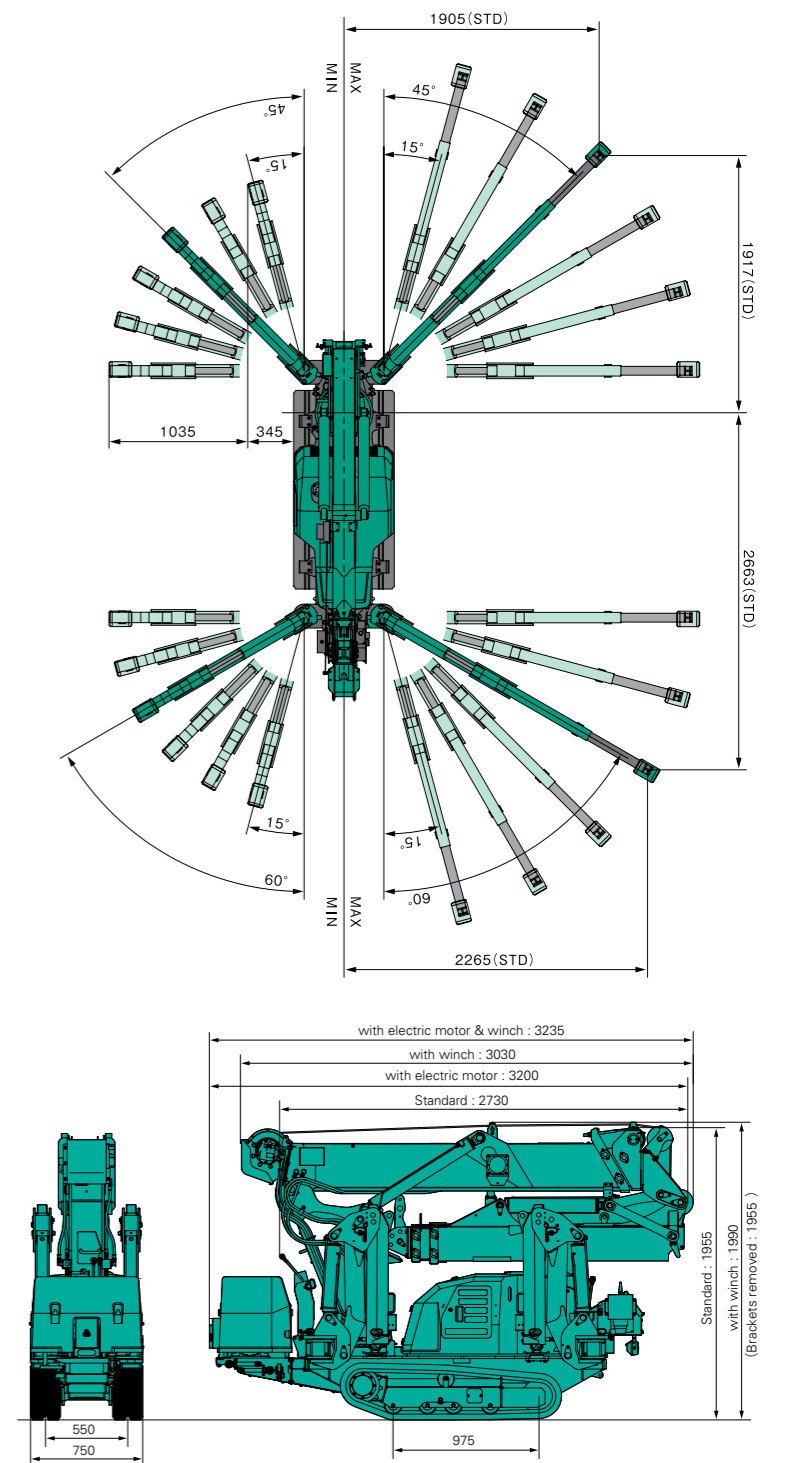 1905(STD)
MIN
MAX
45°
45°
15°
15°
1917(STD)
1035
345
2663(STD)
15°
15°
60°
60°
MIN
MAX
2265(STD)
with electric motor & winch : 3235
with winch : 3030
with electric motor : 3200
Standard : 2730
Standard : 1955
with winch : 1990
(Brackets removed : 1955 )
550
750
975